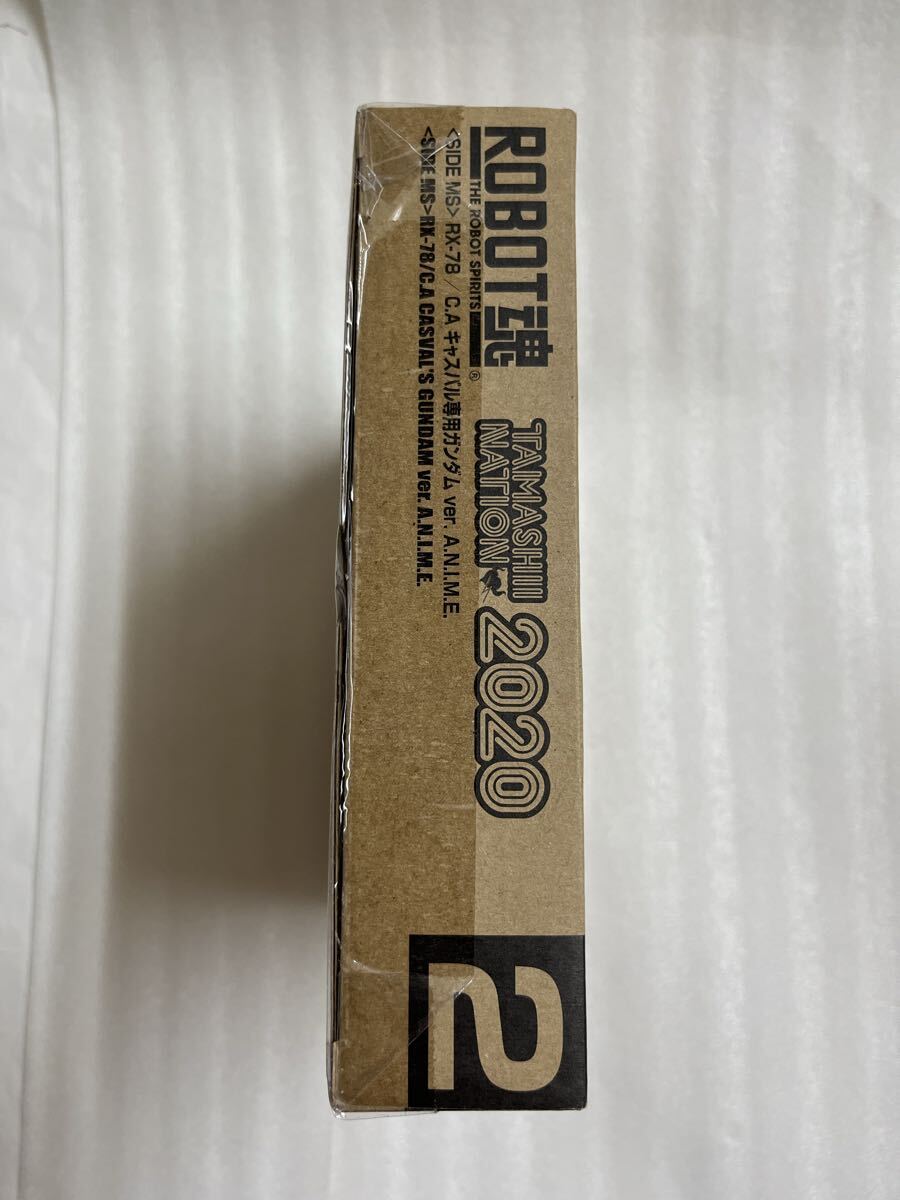 ROBOT魂
THE ROBOT SPIRITS ®
<SIDE MS> RX-78／C.A キャスバル専用ガンダム ver. A.N.I.M.E.
<SIDE MS> RX-78/C.A CASVAL'S GUNDAM ver. A.N.I.M.E.
TAMASHIII
NATION
2020
2